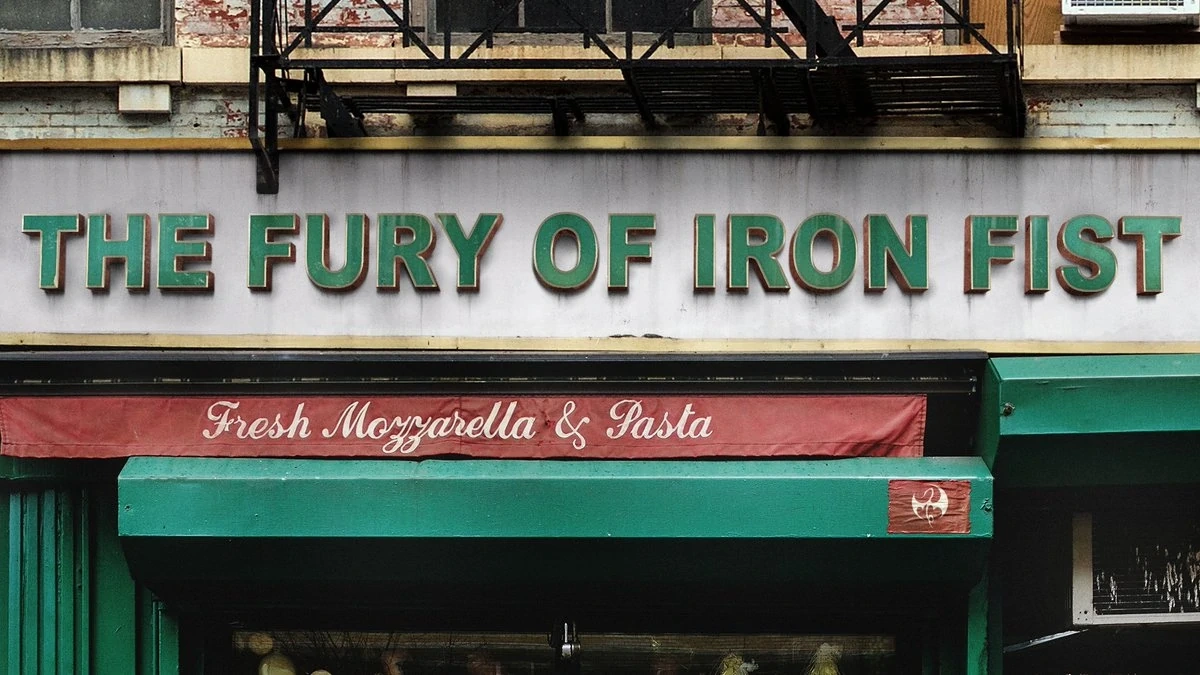 THE FURY OF IRON FIST
Fresh Mozzarella & Pasta